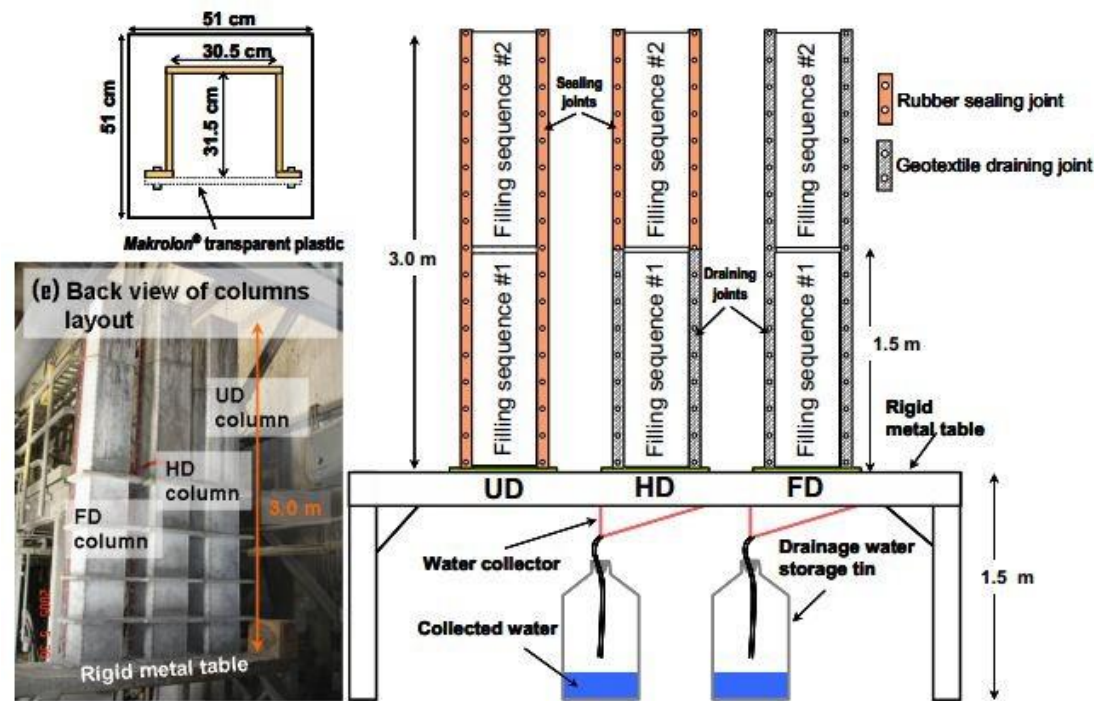 51 cm
30.5 cm
51 cm
31.5 cm
Makrolon® transparent plastic
(e) Back view of columns
layout
UD
column
HD
column
FD
column
3.0 m
Rigid metal table
3.0 m
Filling sequence #2
Filling sequence #1
Sealing
joints
Filling sequence #2
Filling sequence #1
Draining
joints
Filling sequence #2
Filling sequence #1
Rubber sealing joint
Geotextile draining joint
1.5 m
Rigid
metal table
UD
HD
FD
Water collector
Drainage water
storage tin
Collected water
1.5 m